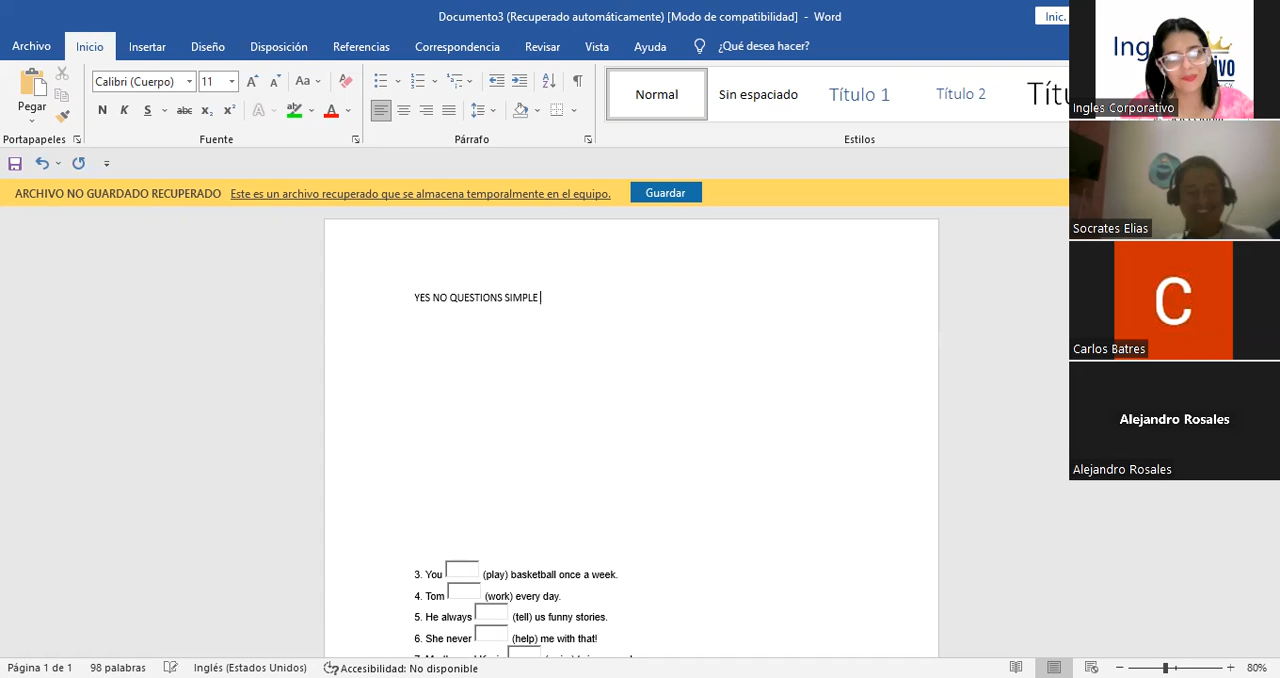 Documento3 (Recuperado automáticamente) [Modo de compatibilidad] - Word
Inic.
Archivo Inicio Insertar Diseño Disposición Referencias Correspondencia Revisar Vista Ayuda ¿Qué desea hacer?
Pegar
Calibri (Cuerpo) 11
Normal
Sin espaciado
Título 1
Título 2
Portapapeles
Fuente
Párrafo
Estilos
ARCHIVO NO GUARDADO RECUPERADO Este es un archivo recuperado que se almacena temporalmente en el equipo. Guardar
YES NO QUESTIONS SIMPLE
3. You (play) basketball once a week.
4. Tom (work) every day.
5. He always (tell) us funny stories.
6. She never (help) me with that!
Ingles Corporativo
Socrates Elias
C
Carlos Batres
Alejandro Rosales
Alejandro Rosales
Página 1 de 1 98 palabras Inglés (Estados Unidos) Accesibilidad: No disponible 80%